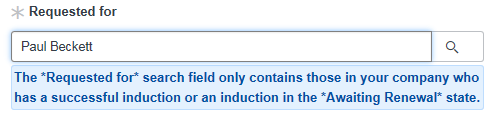 Requested for
Paul Beckett
The *Requested for* search field only contains those in your company who
has a successful induction or an induction in the *Awaiting Renewal* state.